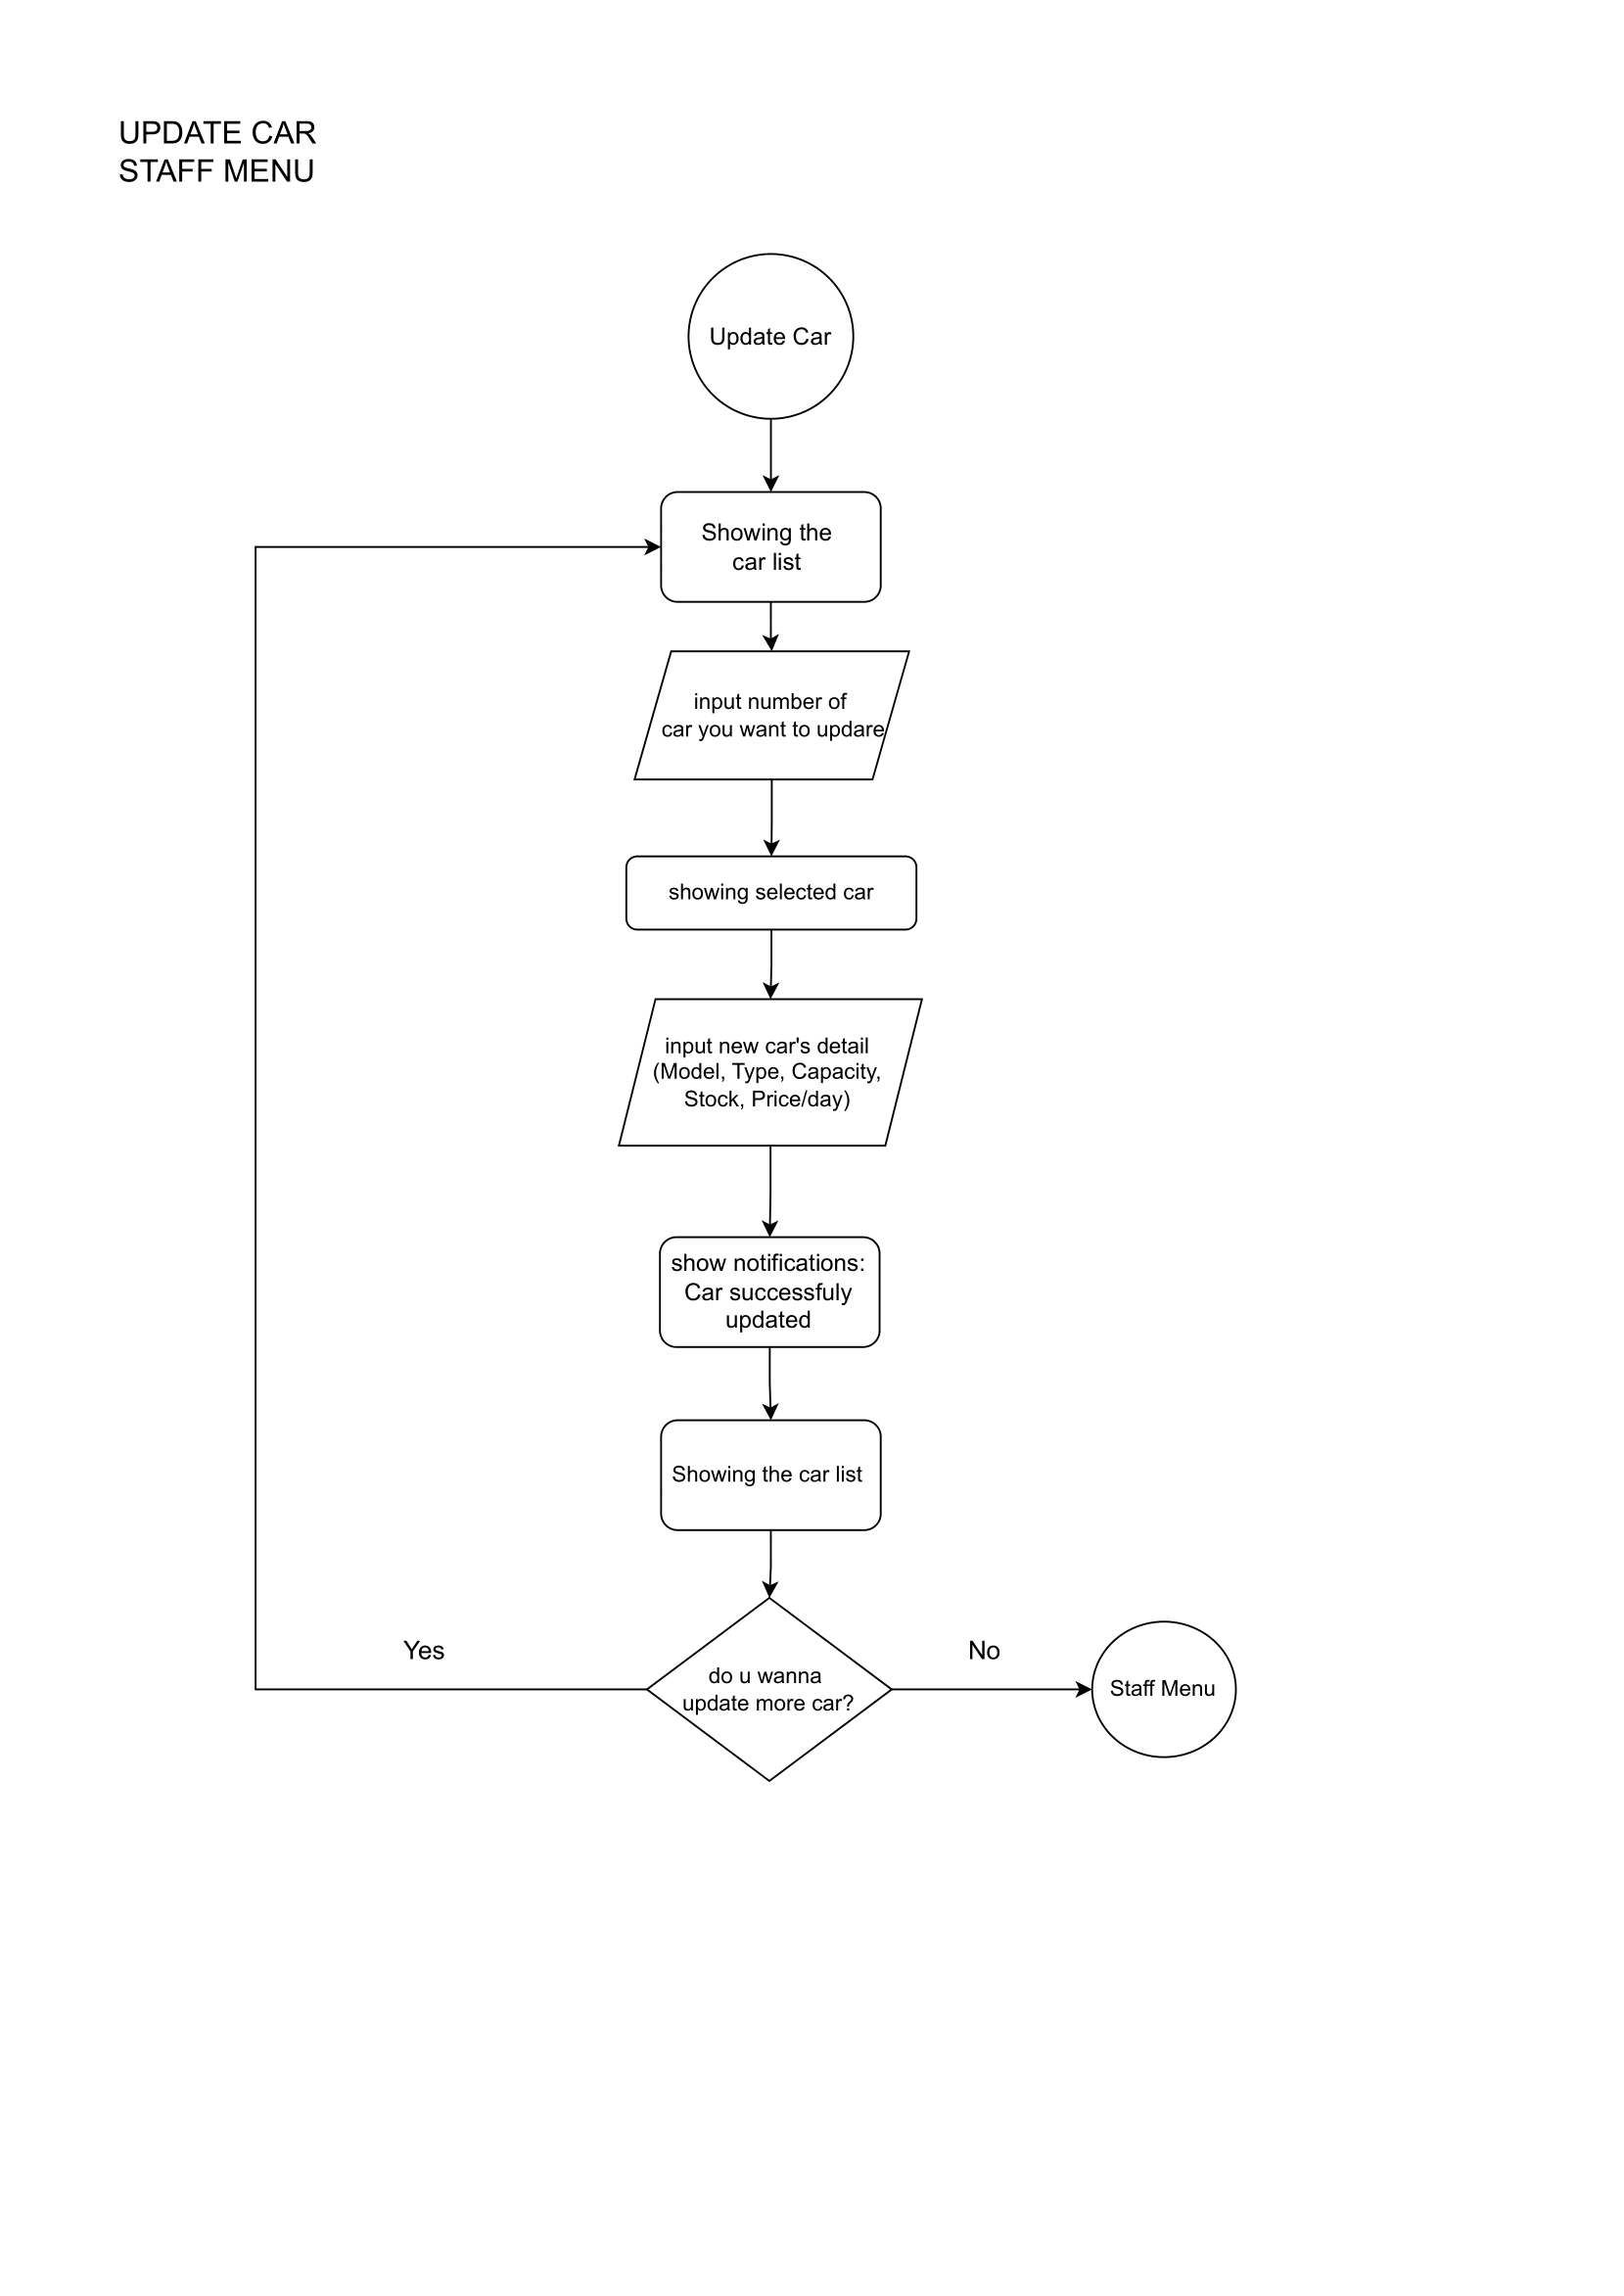 UPDATE CAR
STAFF MENU
Update Car
Showing the
car list
input number of
car you want to updare
showing selected car
input new car's detail
(Model, Type, Capacity,
Stock, Price/day)
show notifications:
Car successfuly
updated
Showing the car list
Yes
do u wanna
update more car?
No
Staff Menu